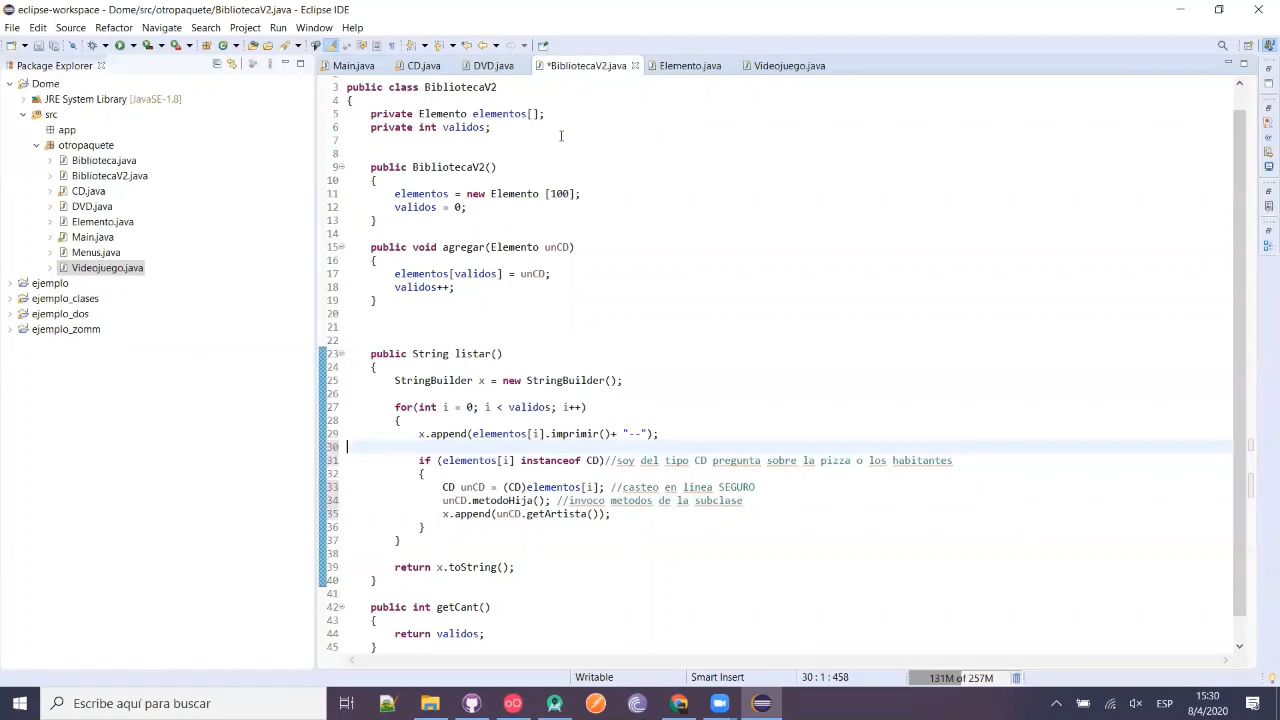 eclipse-workspace - Dome/src/otropaquete/BibliotecaV2.java - Eclipse IDE
File Edit Source Refactor Navigate Search Project Run Window Help
Package Explorer
Main.java CD.java DVD.java *BibliotecaV2.java Elemento.java Videojuego.java
Dome
JRE System Library [JavaSE-1.8]
src
app
otropaquete
Biblioteca.java
BibliotecaV2.java
CD.java
DVD.java
Elemento.java
Main.java
Menus.java
Videojuego.java
ejemplo
ejemplo_clases
ejemplo_dos
ejemplo_zomm
3 public class BibliotecaV2
4 {
5 private Elemento elementos[];
6 private int validos;
7
8
9 public BibliotecaV2()
10 {
11 elementos = new Elemento [100];
12 validos = 0;
13 }
14
15 public void agregar(Elemento unCD)
16 {
17 elementos[validos] = unCD;
18 validos++;
19 }
20
21
22
23 public String listar()
24 {
25 StringBuilder x = new StringBuilder();
26
27 for(int i = 0; i < validos; i++)
28 {
29 x.append(elementos[i].imprimir()+ "--");
30
31 if (elementos[i] instanceof CD)//soy del tipo CD pregunta sobre la pizza o los habitantes
32 {
33 CD unCD = (CD)elementos[i]; //casteo en linea SEGURO
34 unCD.metodoHija(); //invoco metodos de la subclase
35 x.append(unCD.getArtista());
36 }
37 }
38
39 return x.toString();
40 }
41
42 public int getCant()
43 {
44 return validos;
45 }
Writable Smart Insert 30 : 1 : 458 131M of 257M
Escribe aquí para buscar
ESP
15:30
8/4/2020